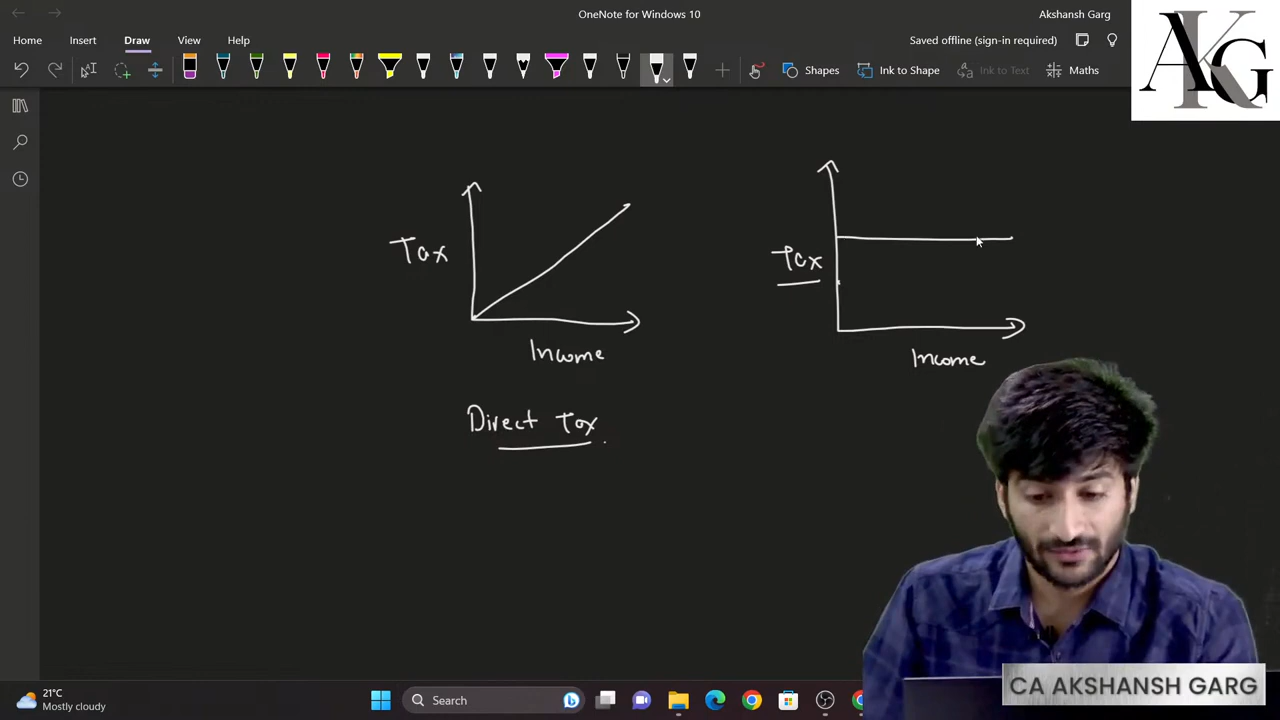 OneNote for Windows 10
Akshansh Garg
Home Insert Draw View Help
Saved offline (sign-in required)
Shapes Ink to Shape Ink to Text Maths
AKG
Tax
Income
Direct Tax
Tax
Income
CA AKSHANSH GARG
21°C
Mostly cloudy
Search